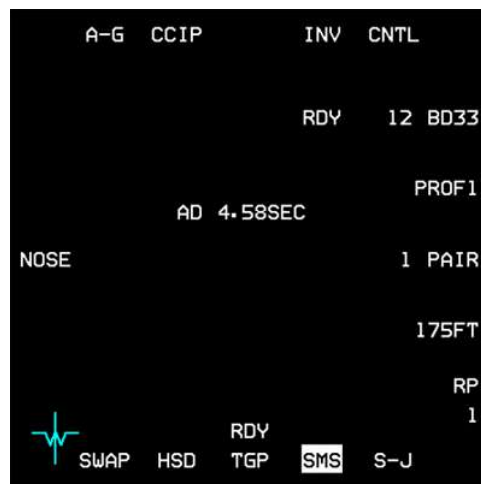 A-G CCIP INV CNTL
RDY 12 BD33
PROF1
AD 4.58SEC
NOSE 1 PAIR
175FT
RP
1
RDY
SWAP HSD TGP SMS S-J